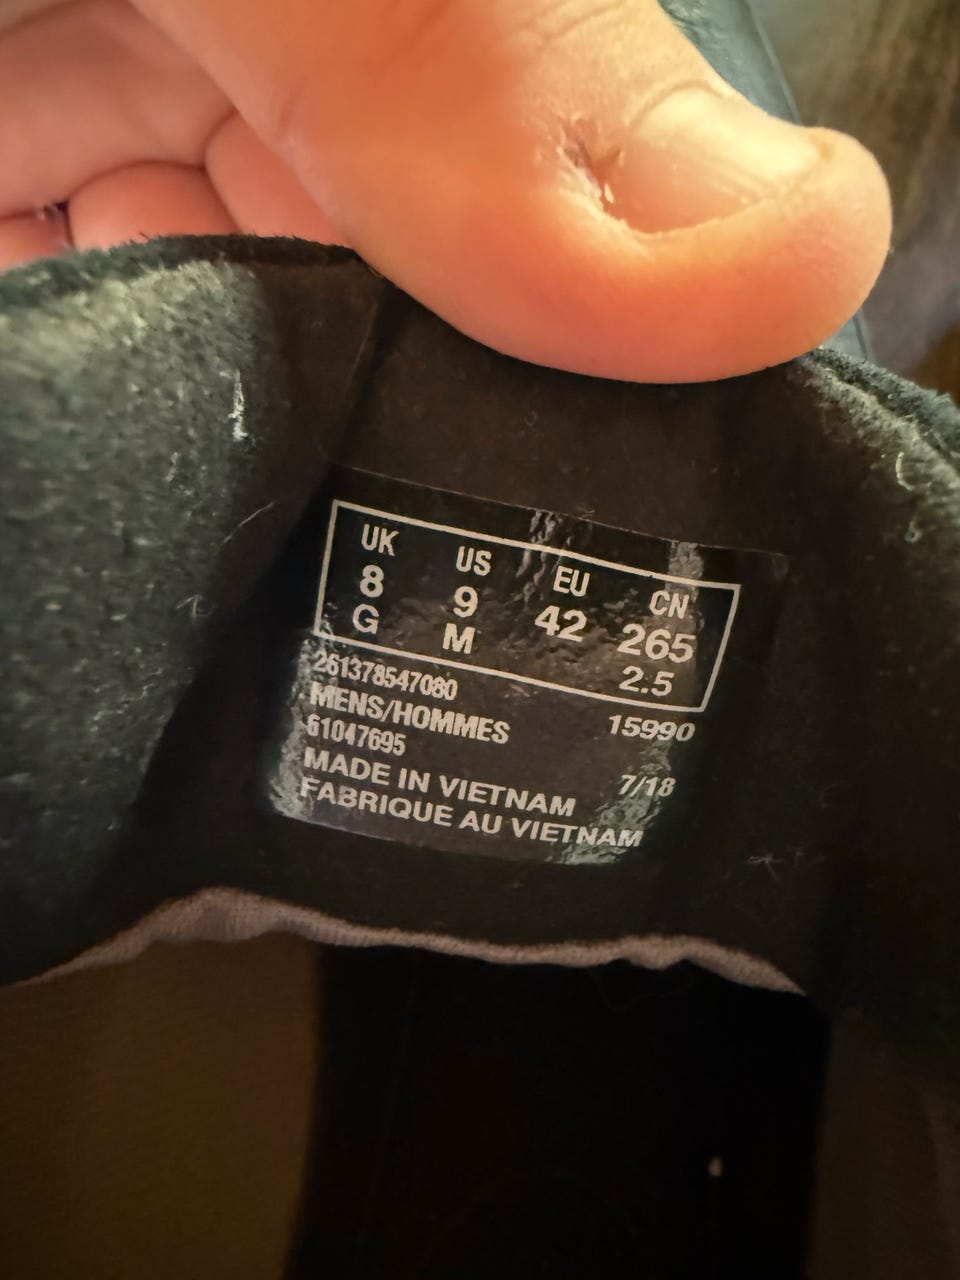 UK US EU CN
8 9 42 265
G M 2.5
261378547080
MENS/HOMMES 15990
61047695
MADE IN VIETNAM 7/18
FABRIQUE AU VIETNAM